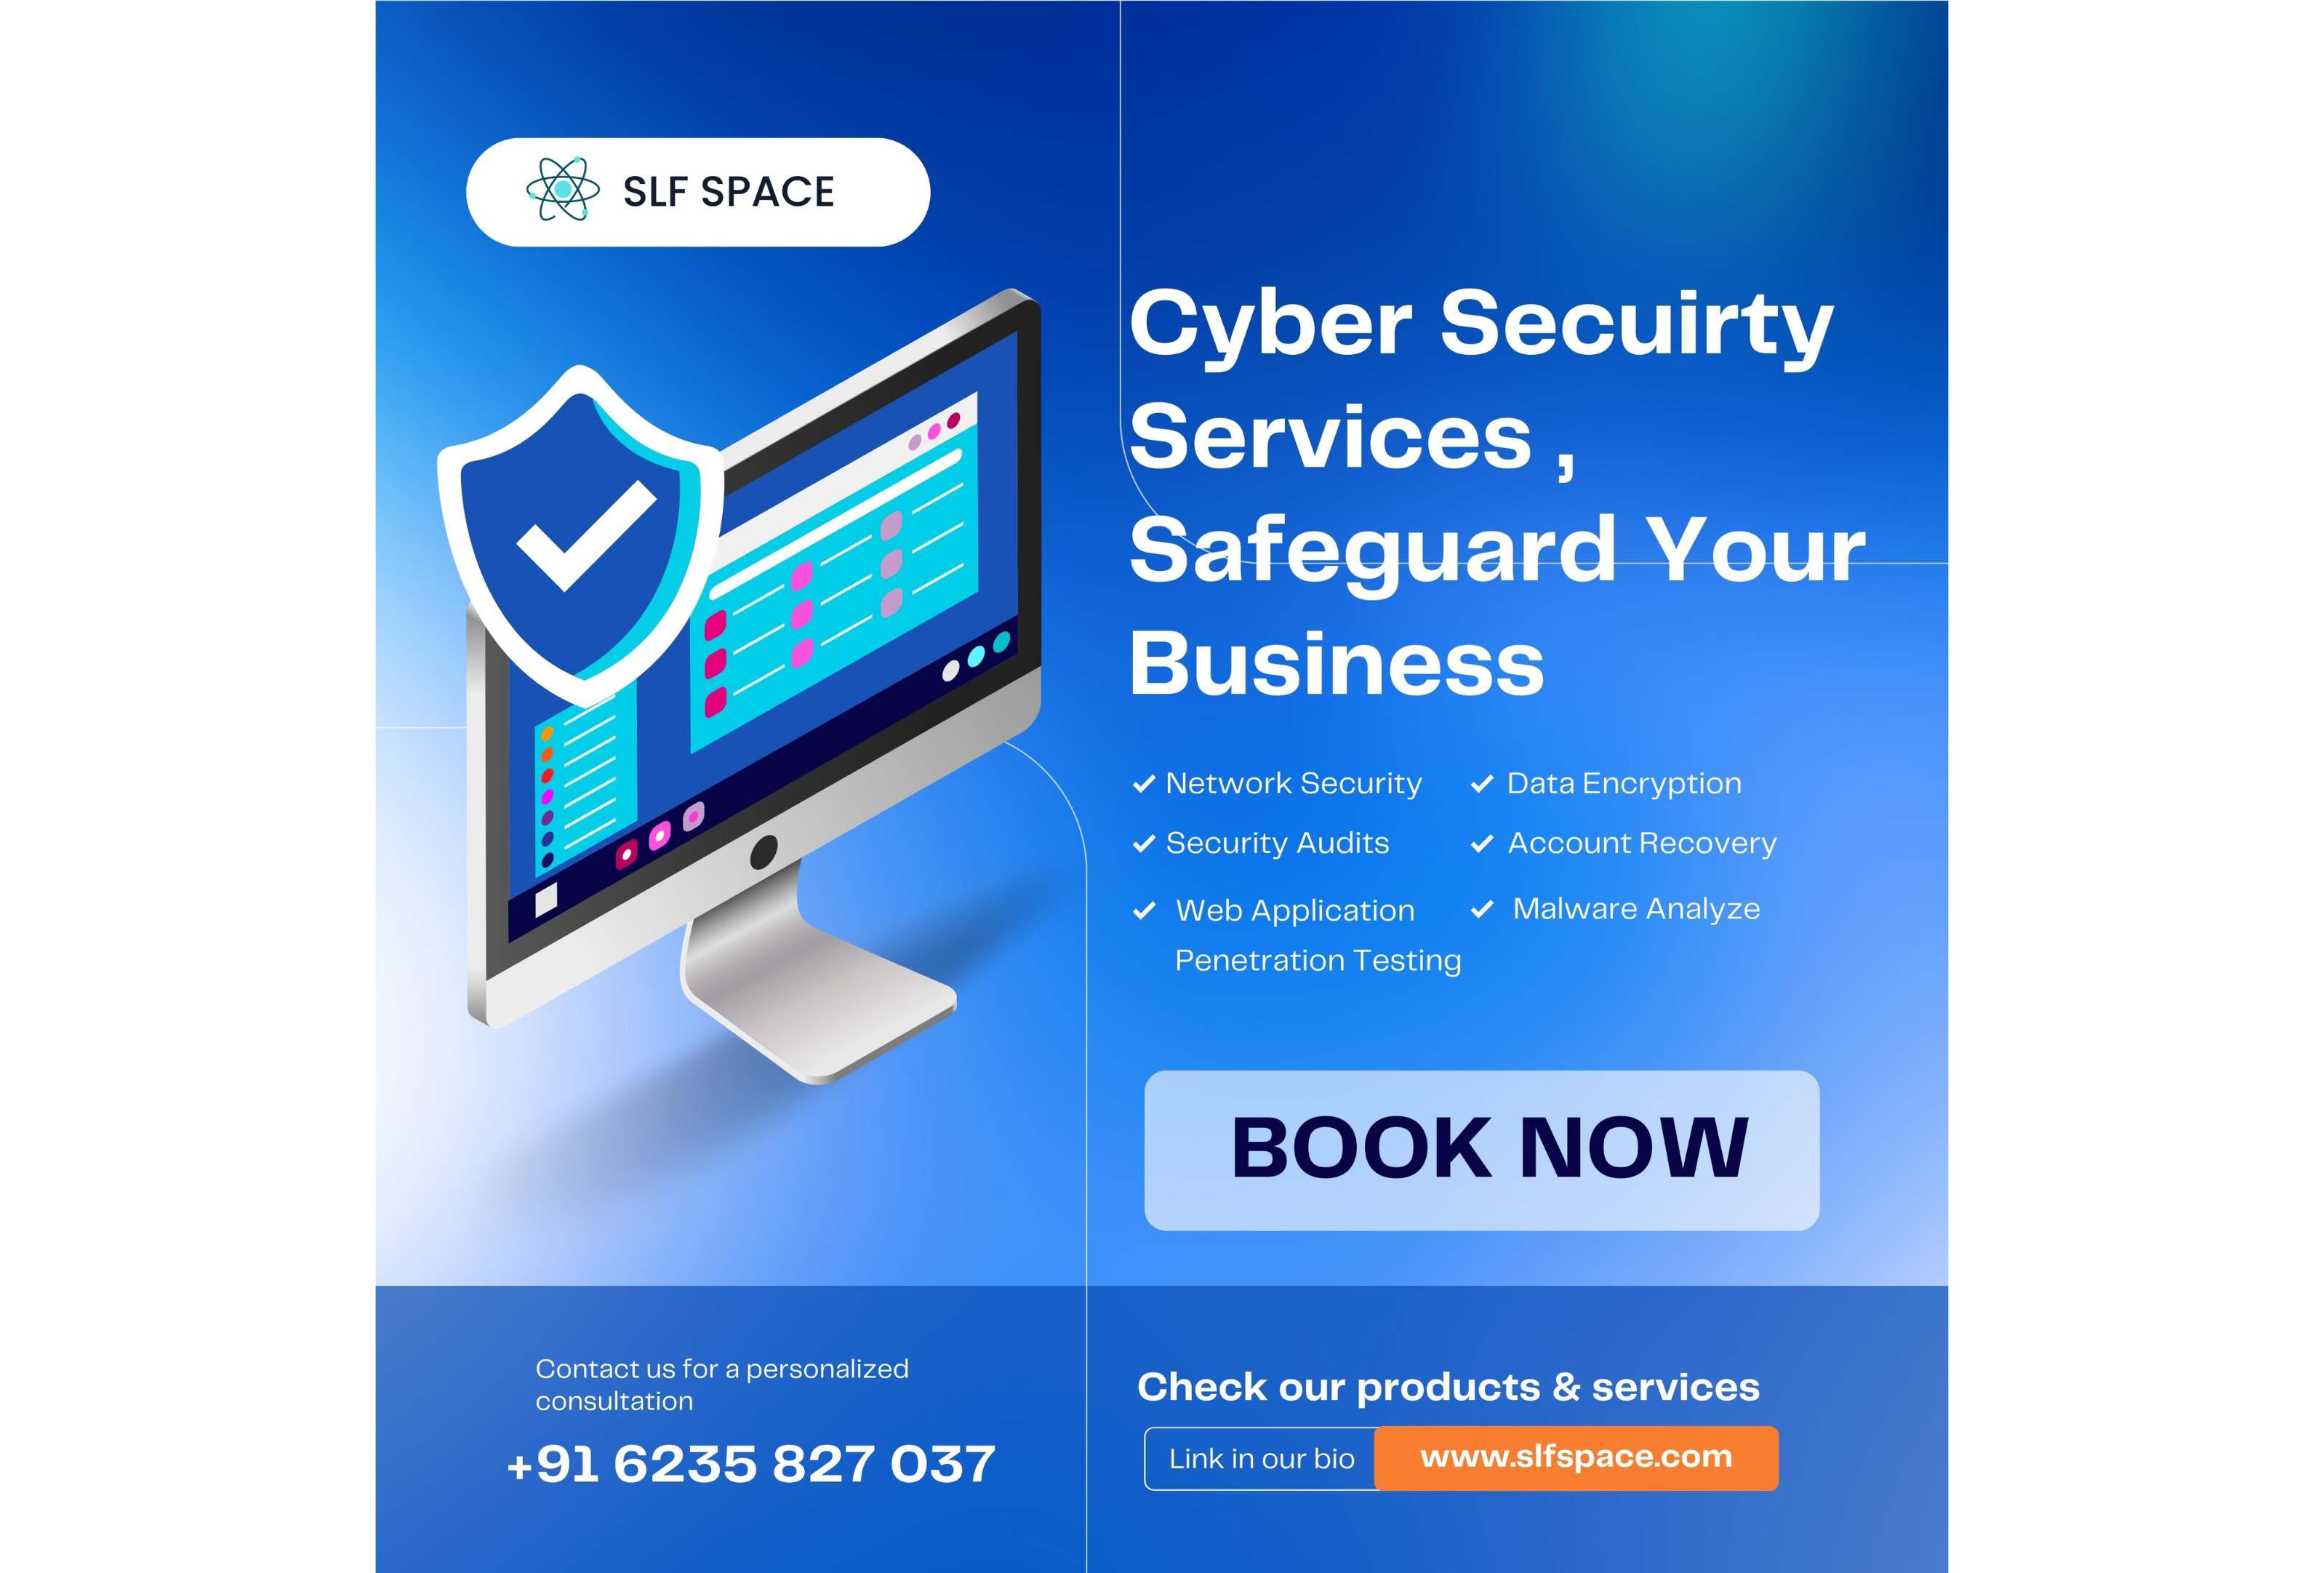 SLF SPACE
Cyber Secuirty
Services ,
Safeguard Your
Business
Network Security
Data Encryption
Security Audits
Account Recovery
Web Application
Penetration Testing
Malware Analyze
BOOK NOW
Contact us for a personalized
consultation
+91 6235 827 037
Check our products & services
Link in our bio
www.slfspace.com